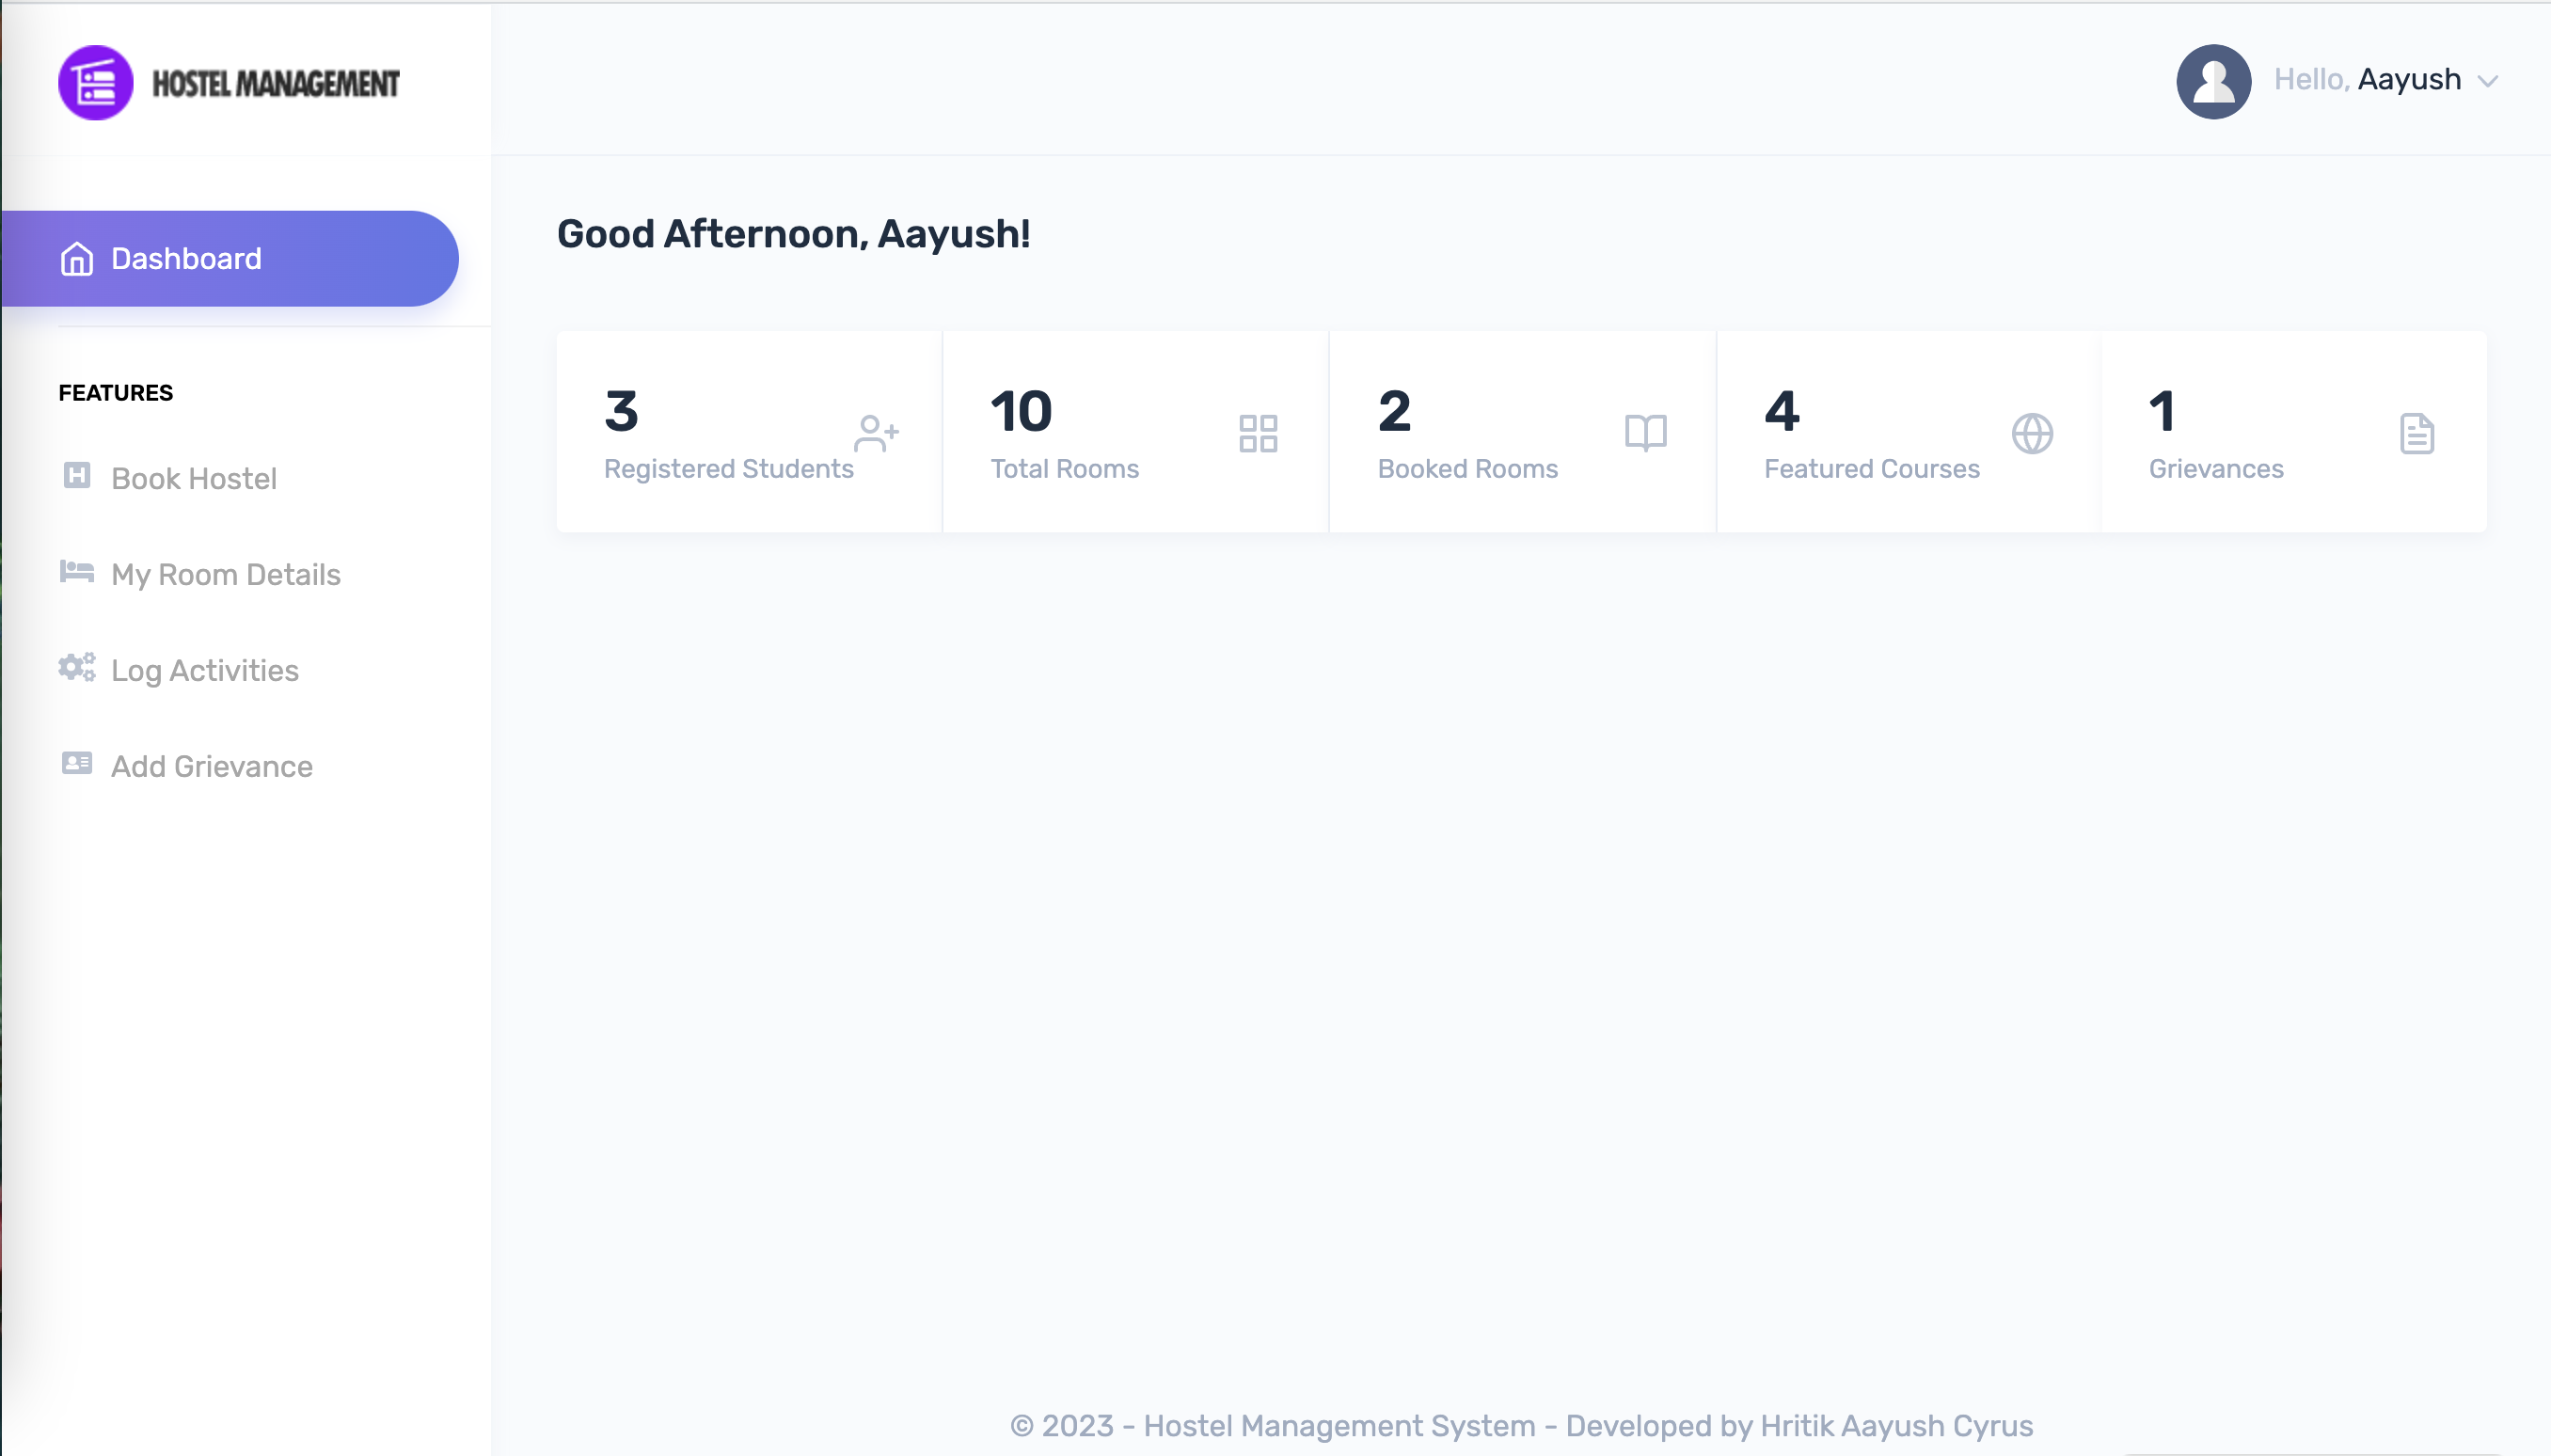 HOSTEL MANAGEMENT
Hello, Aayush
Dashboard
FEATURES
Book Hostel
My Room Details
Log Activities
Add Grievance
Good Afternoon, Aayush!
3
Registered Students
10
Total Rooms
2
Booked Rooms
4
Featured Courses
1
Grievances
© 2023 - Hostel Management System - Developed by Hritik Aayush Cyrus